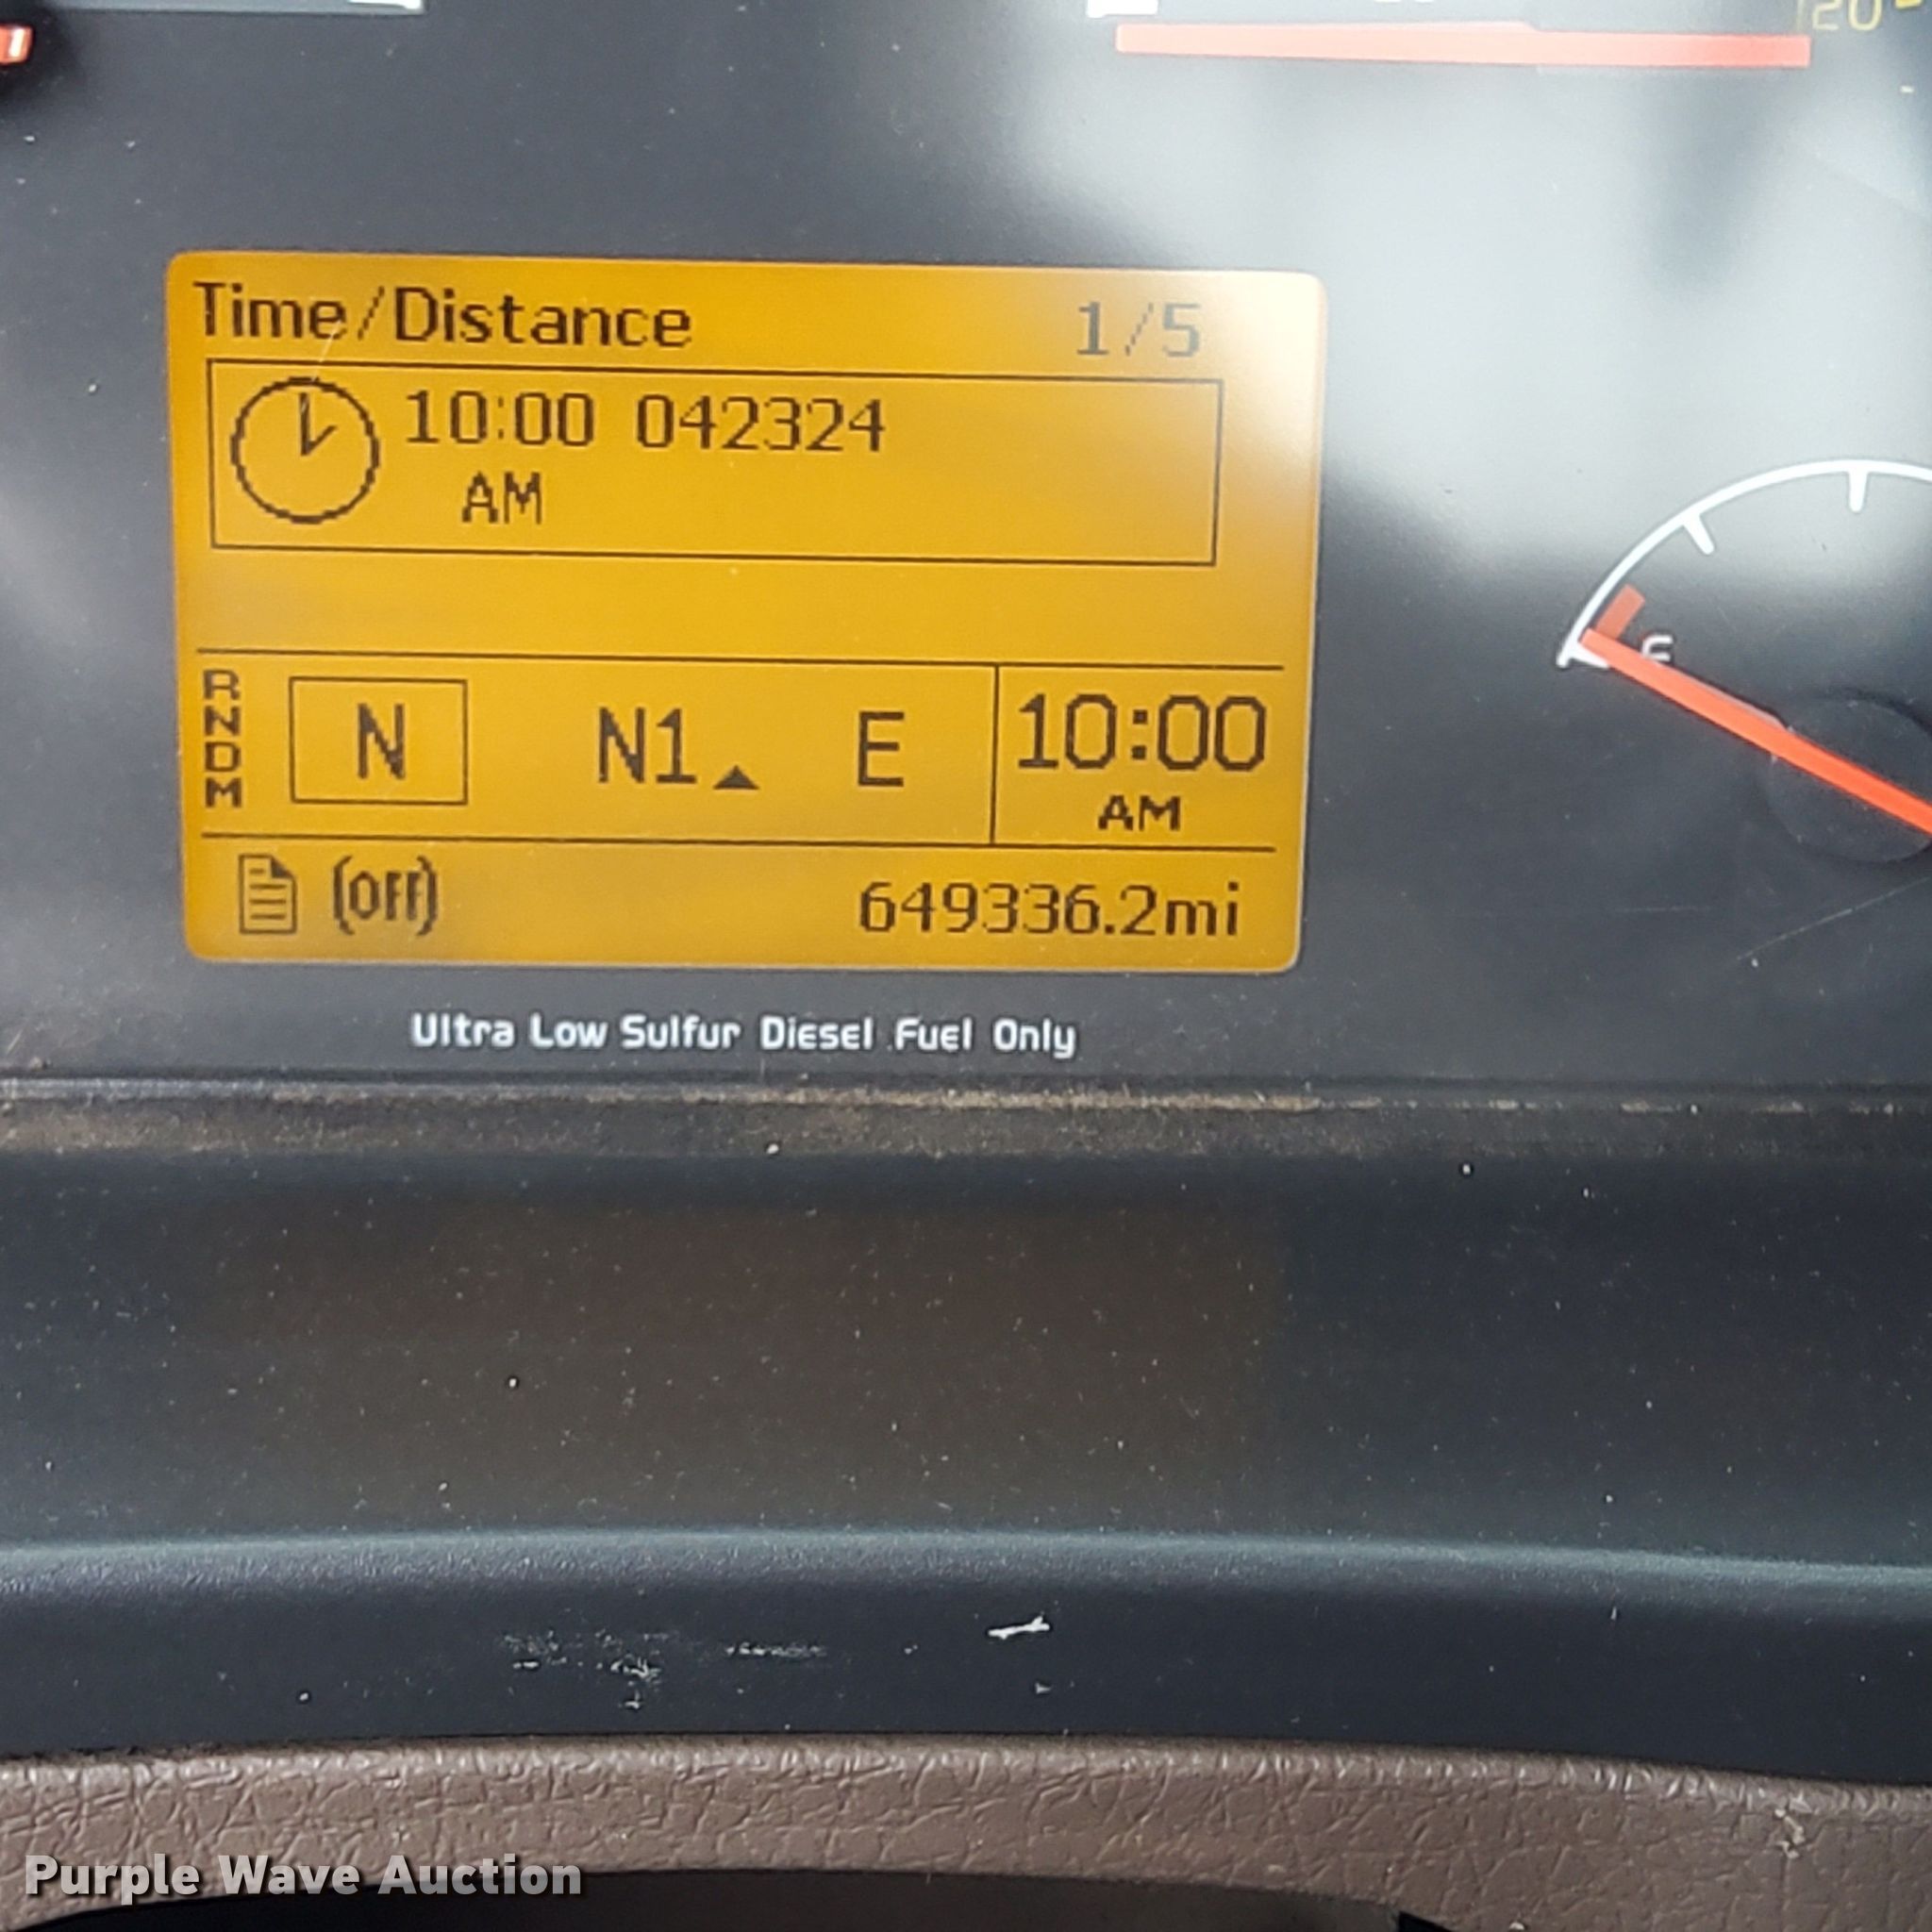 120
Time/Distance 1/5
10:00 042324
AM
E
RNDM
N N1 E 10:00
AM
(OFF) 649336.2mi
Ultra Low Sulfur Diesel Fuel Only
Purple Wave Auction